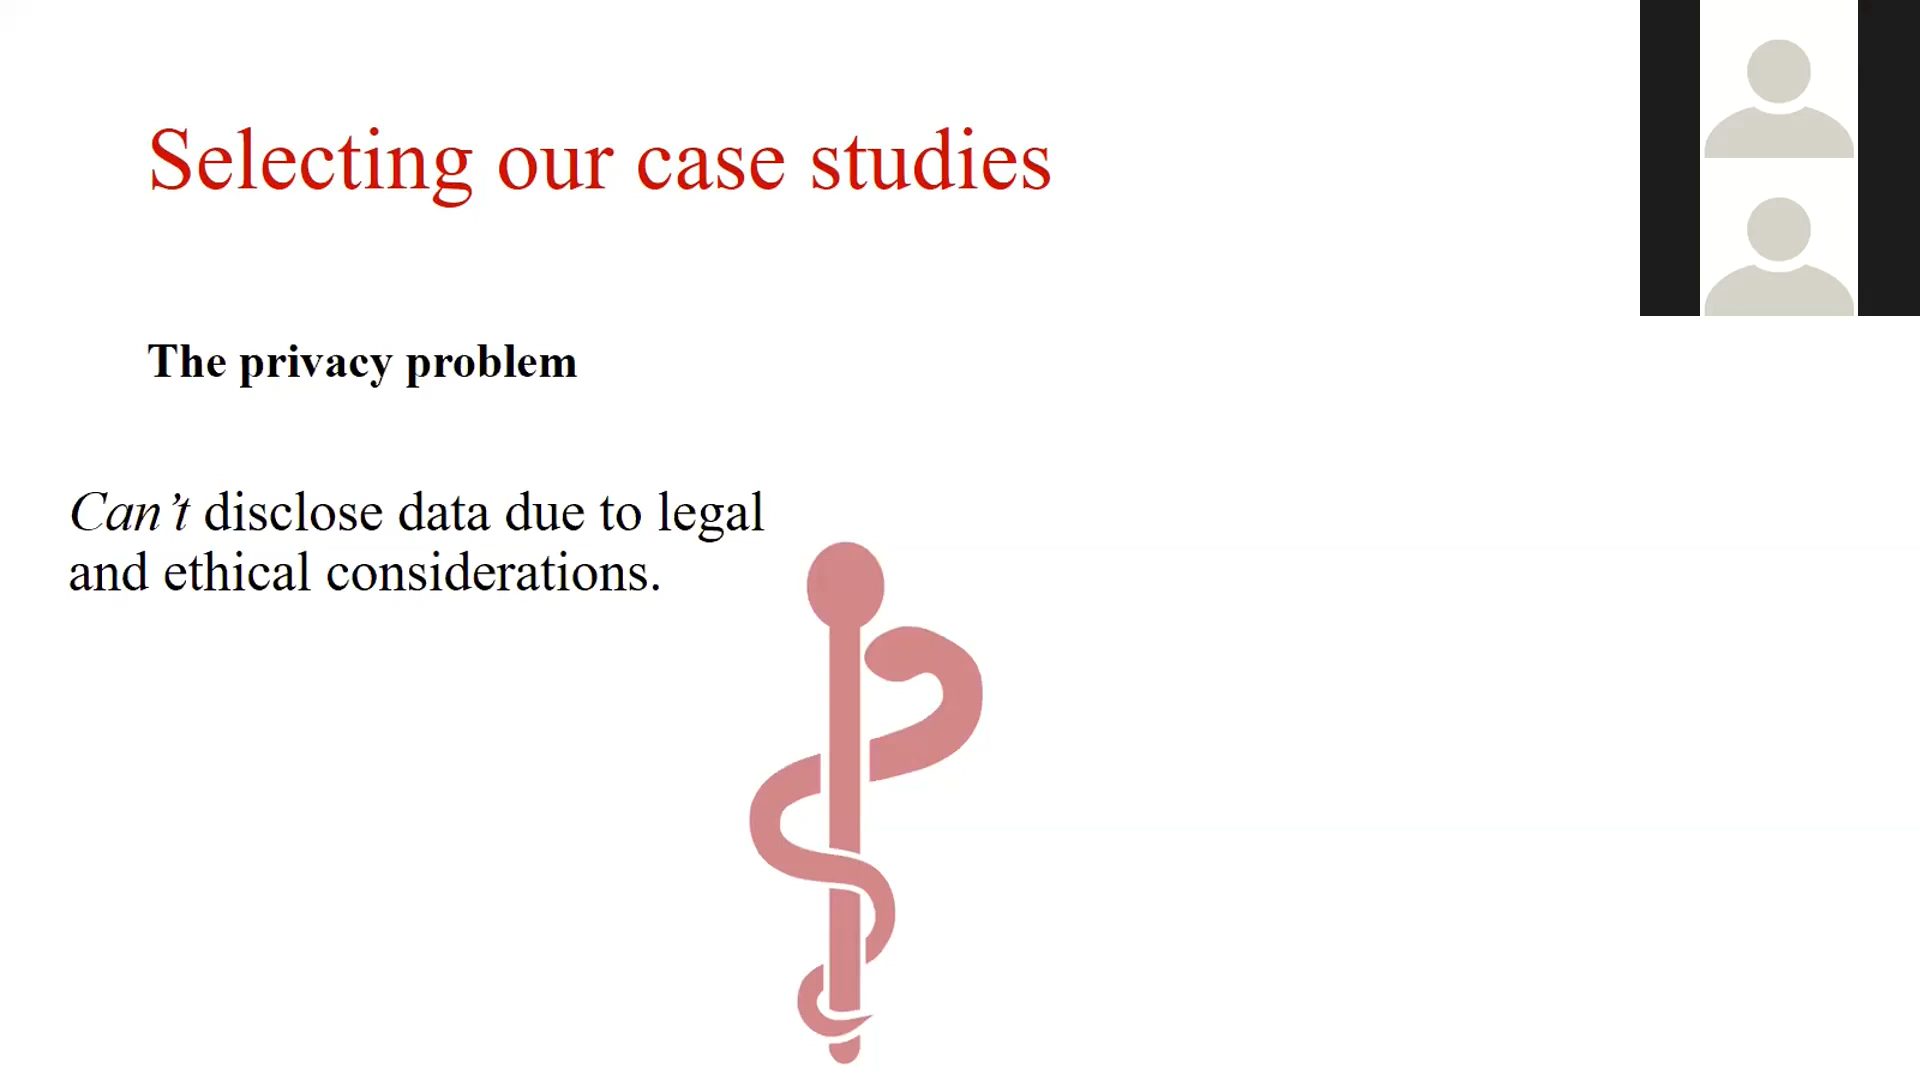 Selecting our case studies
The privacy problem
Can’t disclose data due to legal
and ethical considerations.